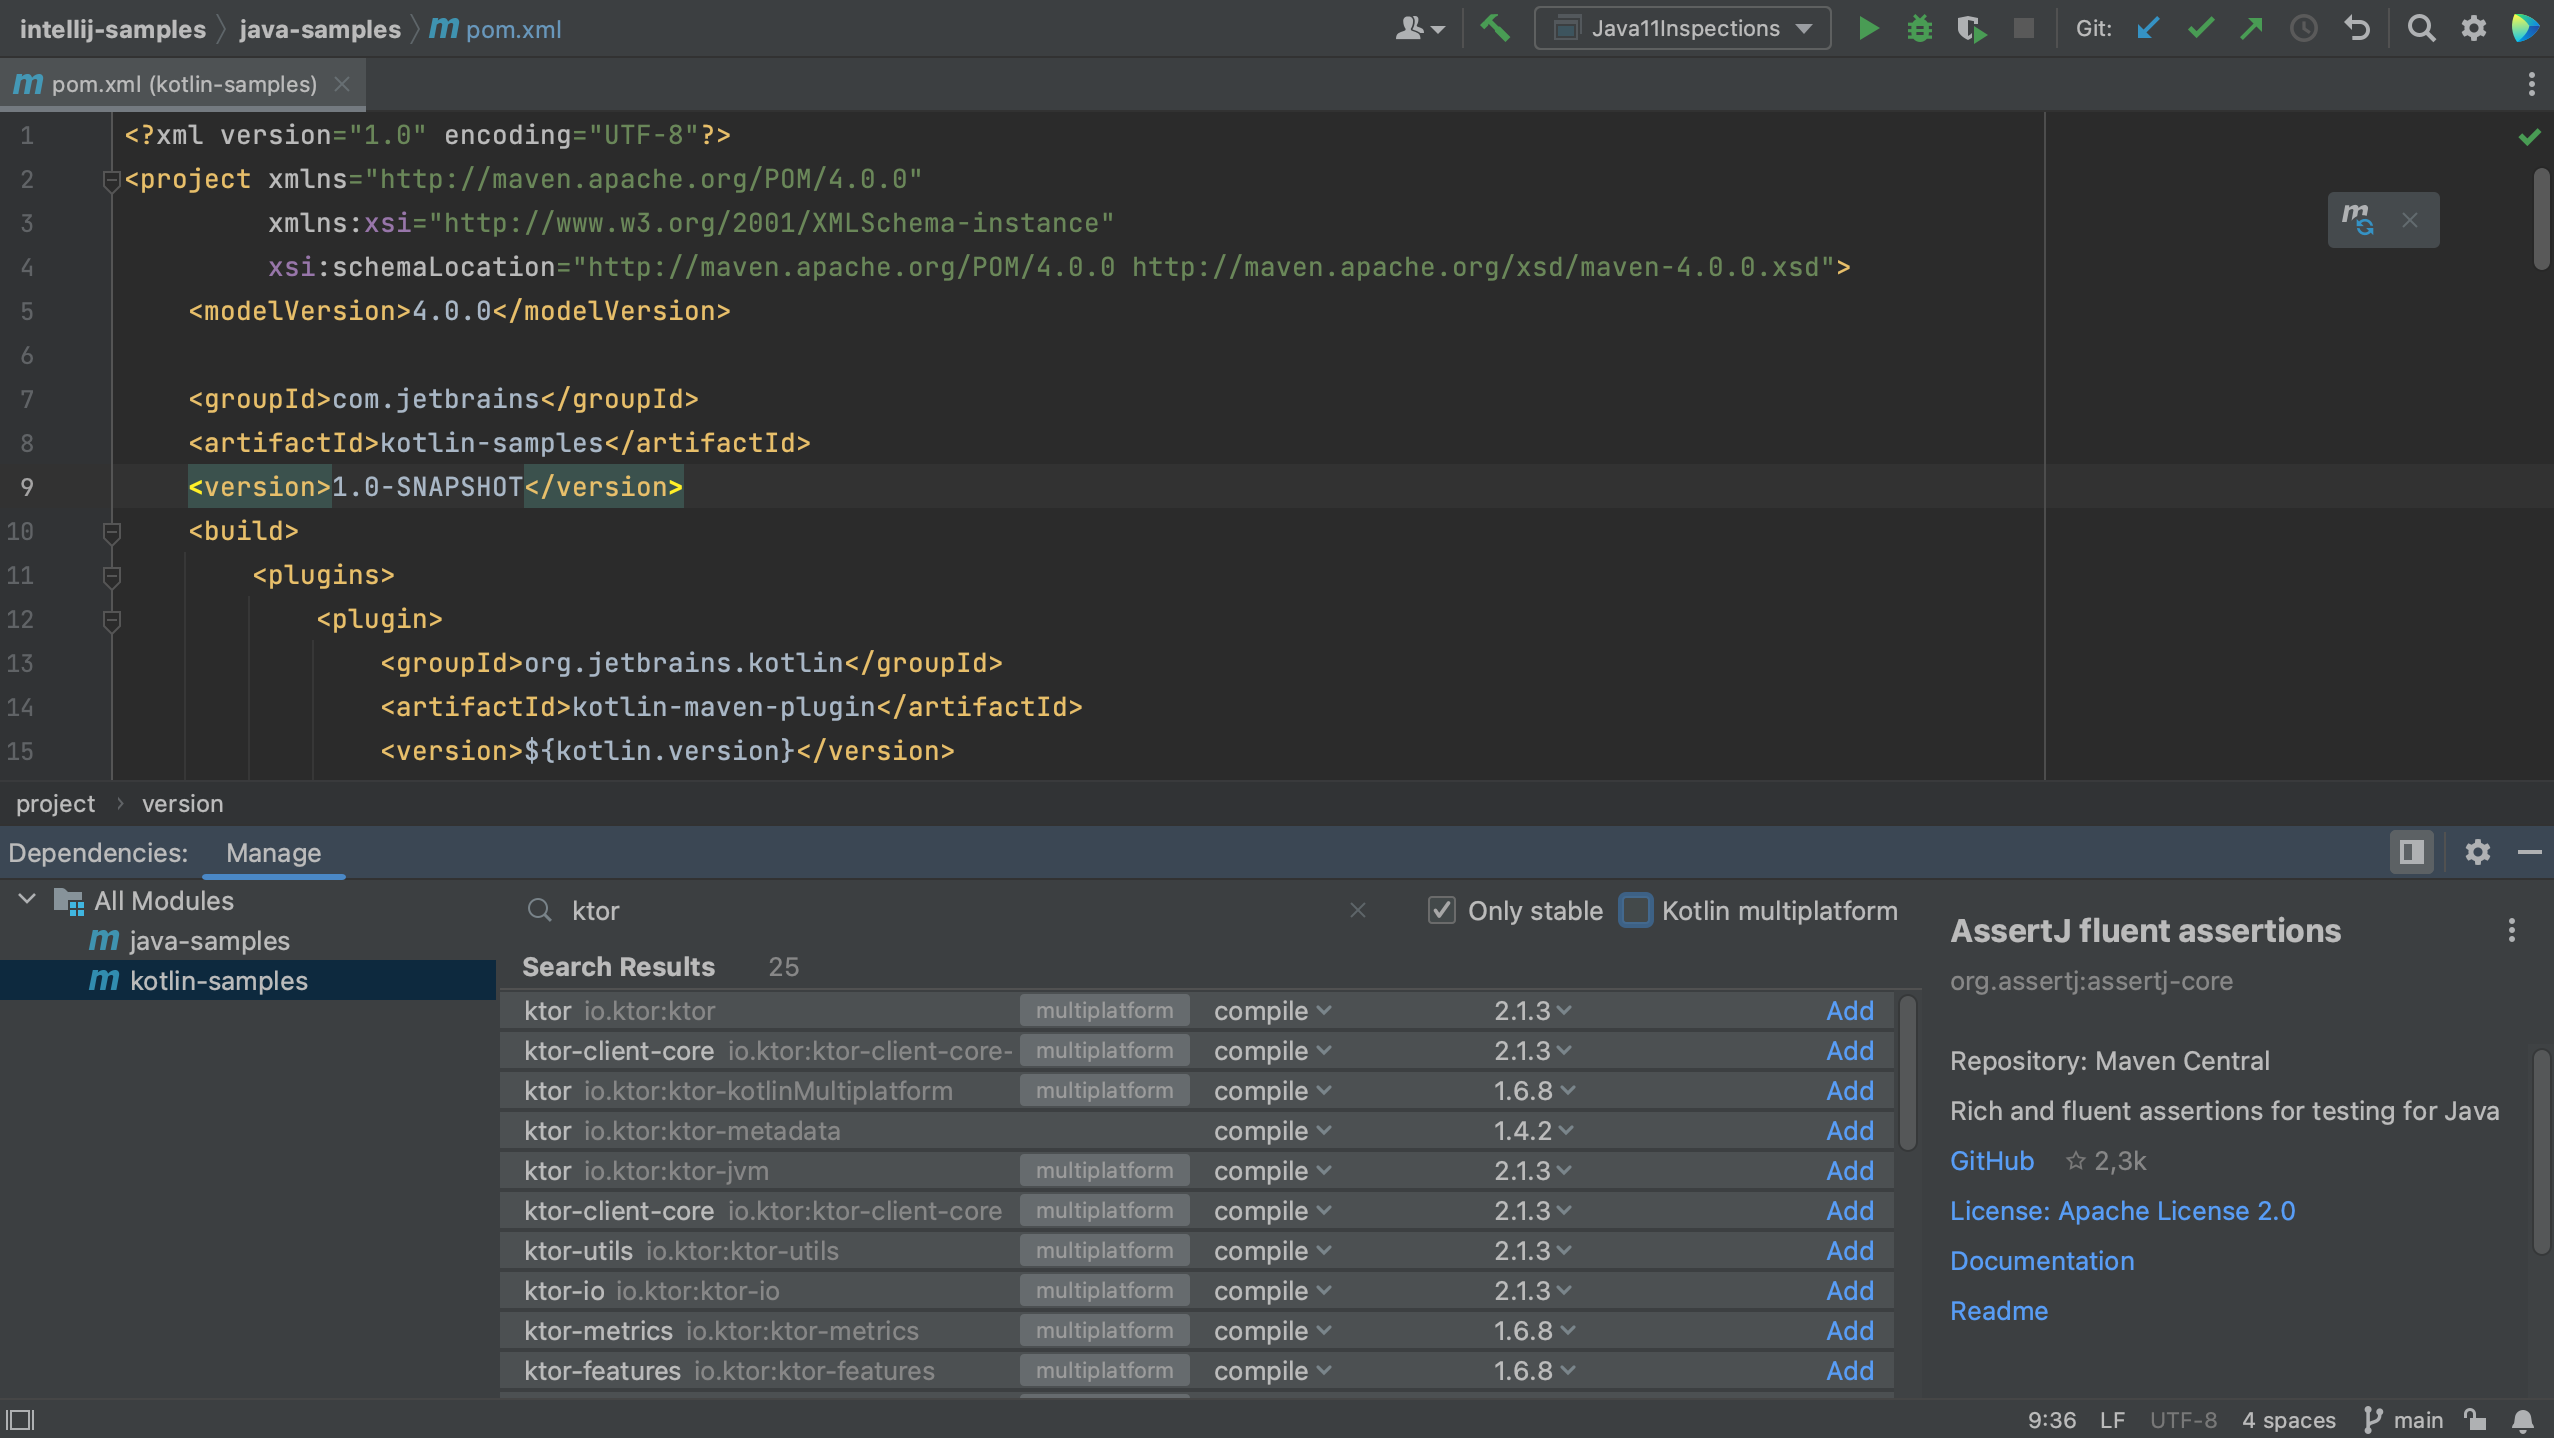 intellij-samples java-samples m pom.xml Java11Inspections Git:
m pom.xml (kotlin-samples)
1 <?xml version="1.0" encoding="UTF-8"?>
2 <project xmlns="http://maven.apache.org/POM/4.0.0"
3 xmlns:xsi="http://www.w3.org/2001/XMLSchema-instance"
4 xsi:schemaLocation="http://maven.apache.org/POM/4.0.0 http://maven.apache.org/xsd/maven-4.0.0.xsd">
5 <modelVersion>4.0.0</modelVersion>
6
7 <groupId>com.jetbrains</groupId>
8 <artifactId>kotlin-samples</artifactId>
9 <version>1.0-SNAPSHOT</version>
10 <build>
11 <plugins>
12 <plugin>
13 <groupId>org.jetbrains.kotlin</groupId>
14 <artifactId>kotlin-maven-plugin</artifactId>
15 <version>${kotlin.version}</version>
project version
Dependencies: Manage
All Modules
m java-samples
m kotlin-samples
ktor Only stable Kotlin multiplatform
Search Results 25
ktor io.ktor:ktor multiplatform compile 2.1.3 Add
ktor-client-core io.ktor:ktor-client-core- multiplatform compile 2.1.3 Add
ktor io.ktor:ktor-kotlinMultiplatform multiplatform compile 1.6.8 Add
ktor io.ktor:ktor-metadata compile 1.4.2 Add
ktor io.ktor:ktor-jvm multiplatform compile 2.1.3 Add
ktor-client-core io.ktor:ktor-client-core multiplatform compile 2.1.3 Add
ktor-utils io.ktor:ktor-utils multiplatform compile 2.1.3 Add
ktor-io io.ktor:ktor-io multiplatform compile 2.1.3 Add
ktor-metrics io.ktor:ktor-metrics multiplatform compile 1.6.8 Add
ktor-features io.ktor:ktor-features multiplatform compile 1.6.8 Add
AssertJ fluent assertions
org.assertj:assertj-core
Repository: Maven Central
Rich and fluent assertions for testing for Java
GitHub 2,3k
License: Apache License 2.0
Documentation
Readme
9:36 LF UTF-8 4 spaces main